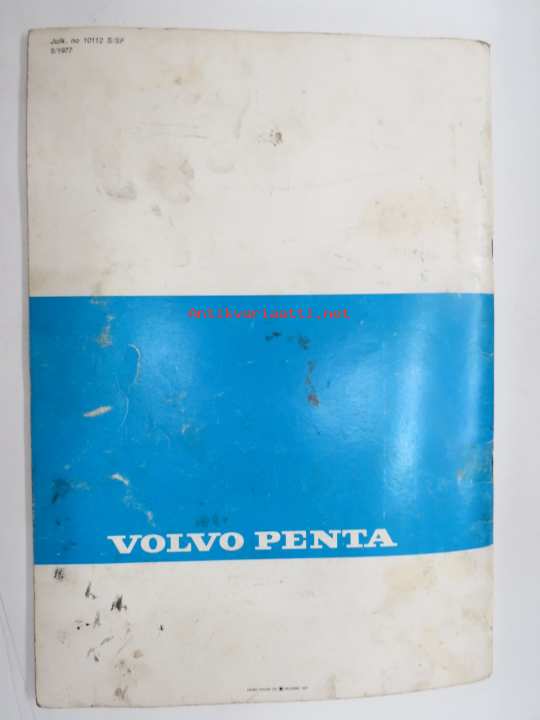 Julk. no 10112 S/SF
5/1977
Antikvariaatti.net
VOLVO PENTA